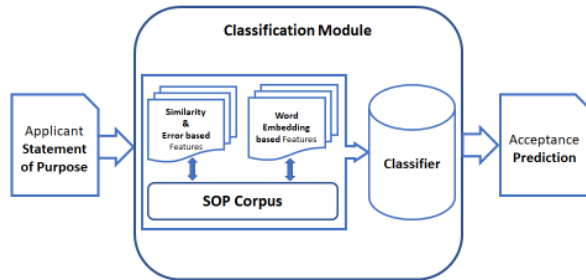 Classification Module
Applicant
Statement
of Purpose
Similarity
&
Error based
Features
Word
Embedding
based Features
SOP Corpus
Classifier
Acceptance
Prediction